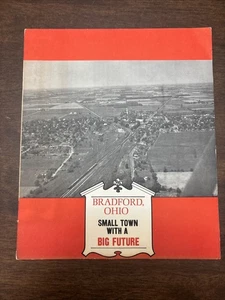 BRADFORD,
OHIO
SMALL TOWN
WITH A
BIG FUTURE